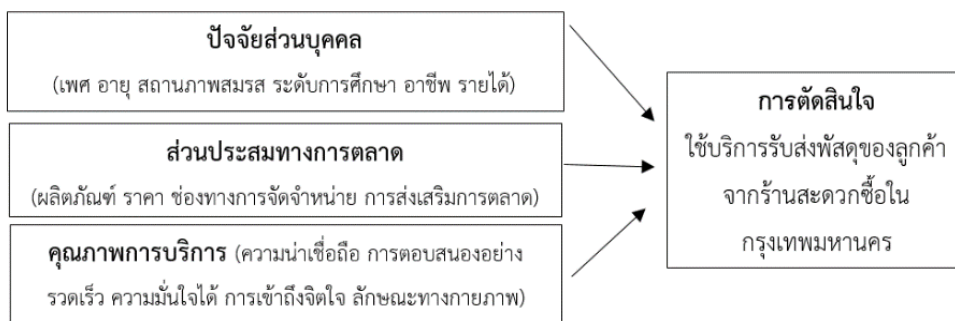 ปัจจัยส่วนบุคคล
(เพศ อายุ สถานภาพสมรส ระดับการศึกษา อาชีพ รายได้)
ส่วนประสมทางการตลาด
(ผลิตภัณฑ์ ราคา ช่องทางการจัดจำหน่าย การส่งเสริมการตลาด)
คุณภาพการบริการ (ความน่าเชื่อถือ การตอบสนองอย่าง
รวดเร็ว ความมั่นใจได้ การเข้าถึงจิตใจ ลักษณะทางกายภาพ)
การตัดสินใจ
ใช้บริการรับส่งพัสดุของลูกค้า
จากร้านสะดวกซื้อใน
กรุงเทพมหานคร